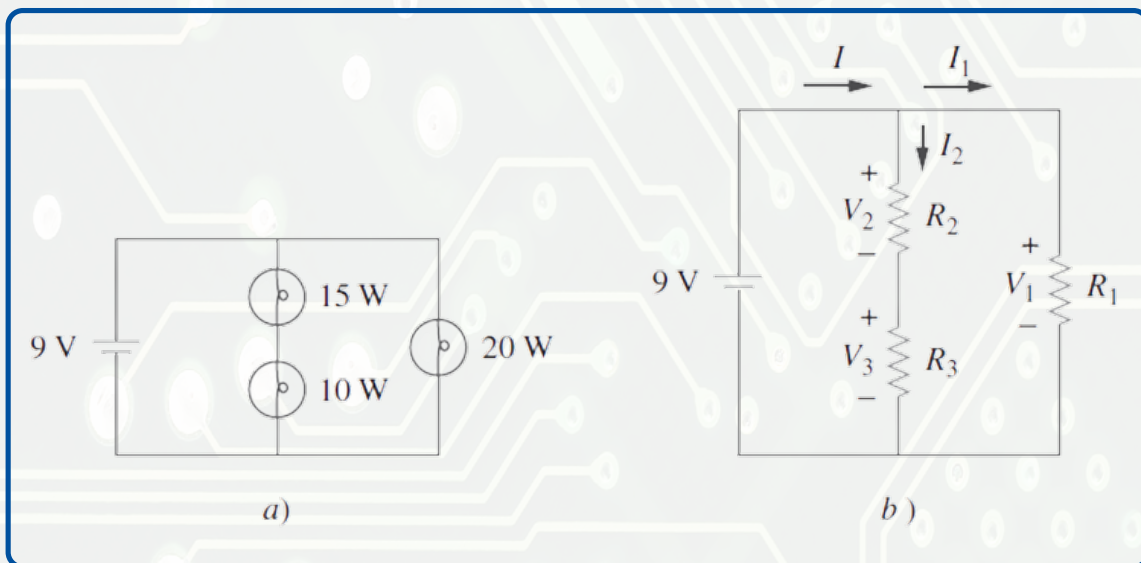 9 V
15 W
10 W
20 W
a)
I
I₁
I₂
+
V₂
R₂
−
9 V
+
V₃
R₃
−
+
V₁
R₁
−
b )